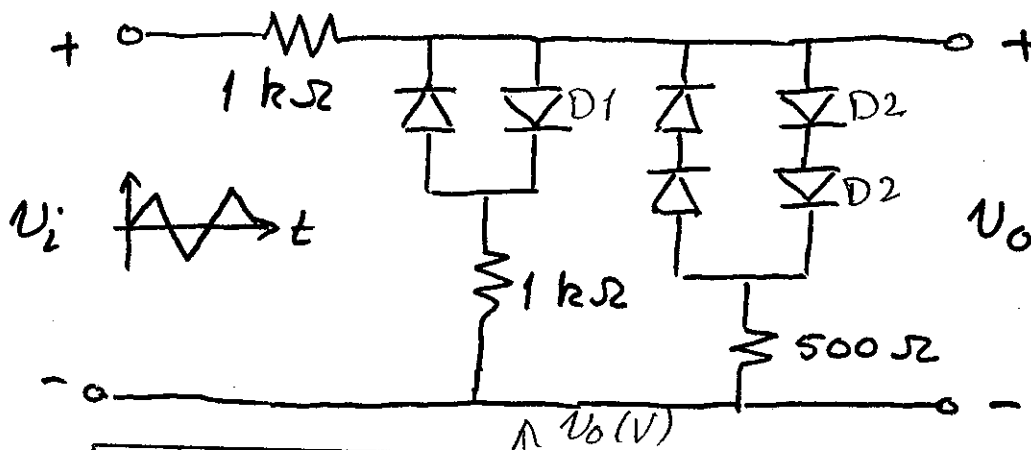 + +
1 kΩ
D1 D2
D2
vi t vo
1 kΩ
500 Ω
- -
vo (V)